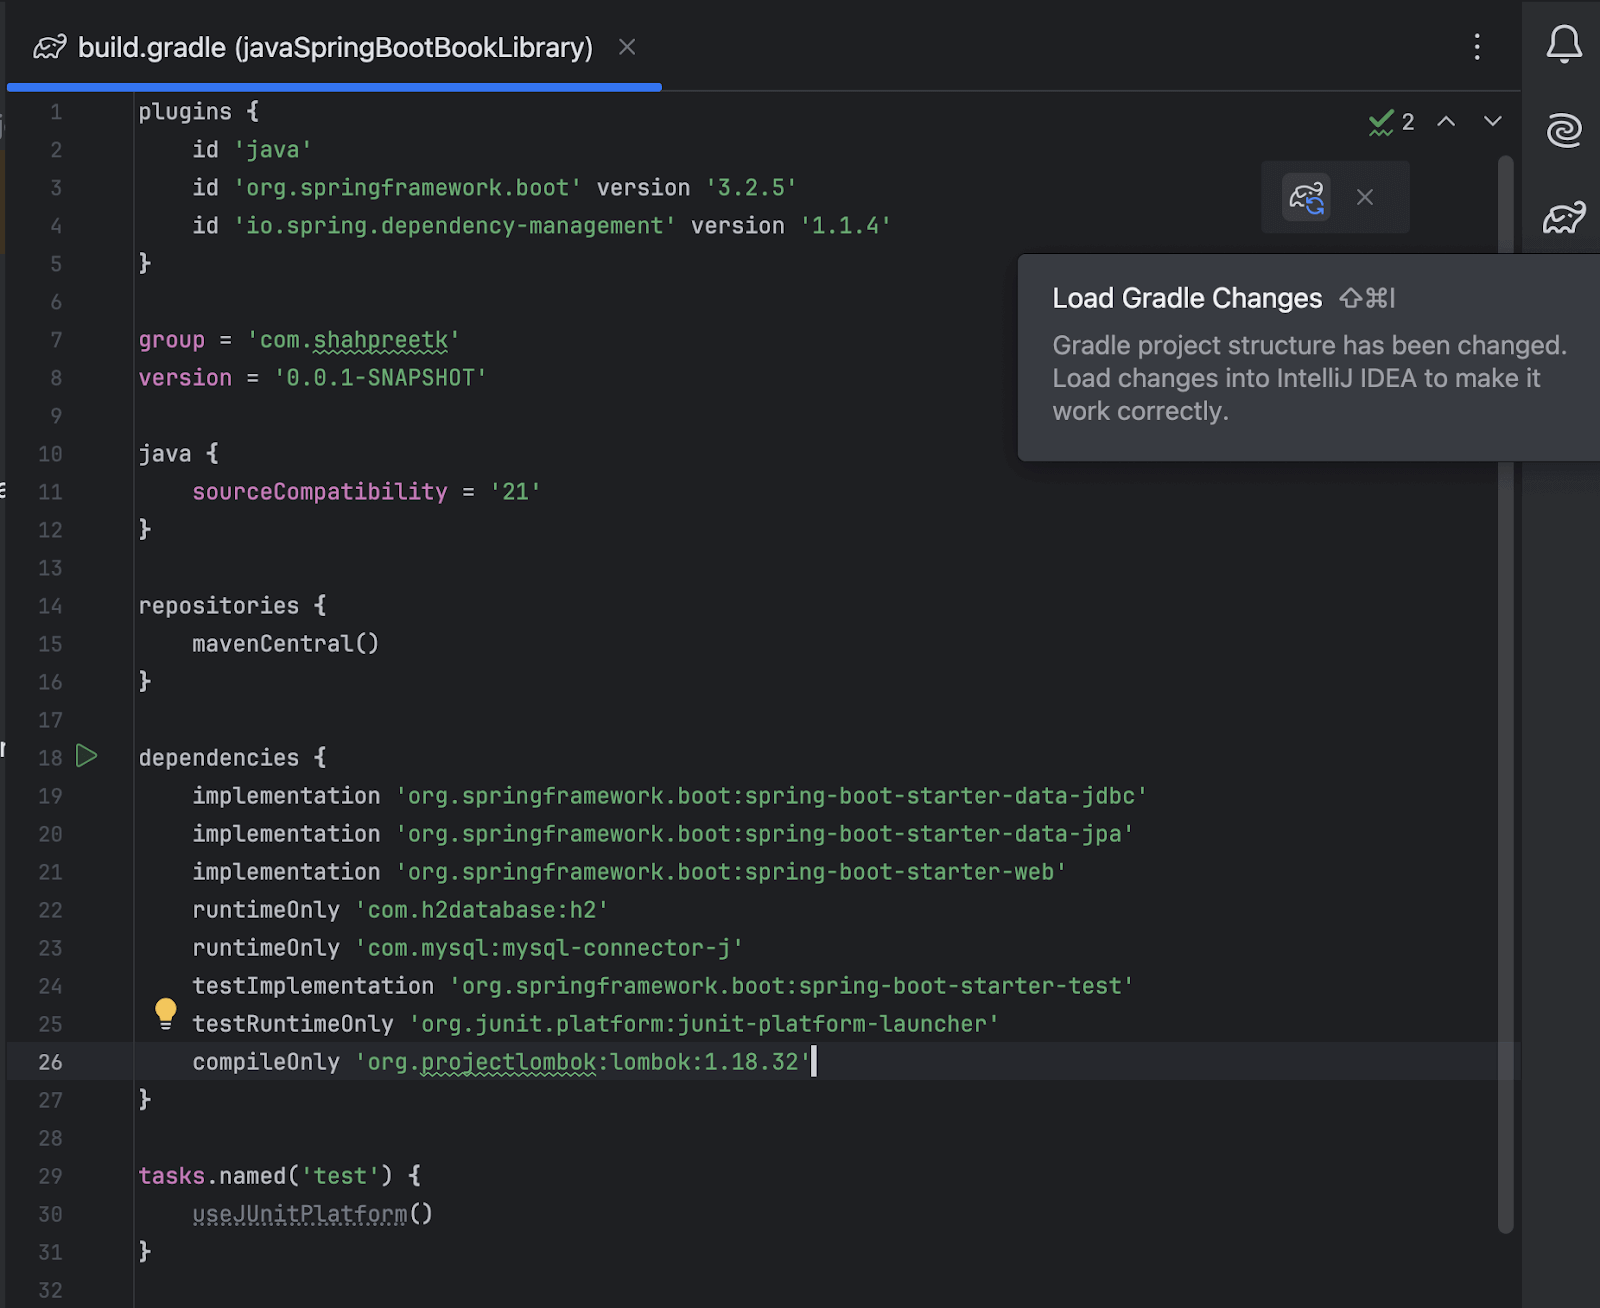 build.gradle (javaSpringBootBookLibrary)
1 plugins {
2 id 'java'
3 id 'org.springframework.boot' version '3.2.5'
4 id 'io.spring.dependency-management' version '1.1.4'
5 }
6
7 group = 'com.shahpreetk'
8 version = '0.0.1-SNAPSHOT'
9
10 java {
11 sourceCompatibility = '21'
12 }
13
14 repositories {
15 mavenCentral()
16 }
17
18 dependencies {
19 implementation 'org.springframework.boot:spring-boot-starter-data-jdbc'
20 implementation 'org.springframework.boot:spring-boot-starter-data-jpa'
21 implementation 'org.springframework.boot:spring-boot-starter-web'
22 runtimeOnly 'com.h2database:h2'
23 runtimeOnly 'com.mysql:mysql-connector-j'
24 testImplementation 'org.springframework.boot:spring-boot-starter-test'
25 testRuntimeOnly 'org.junit.platform:junit-platform-launcher'
26 compileOnly 'org.projectlombok:lombok:1.18.32'
27 }
28
29 tasks.named('test') {
30 useJUnitPlatform()
31 }
32
2
Load Gradle Changes ⇧⌘I
Gradle project structure has been changed.
Load changes into IntelliJ IDEA to make it
work correctly.